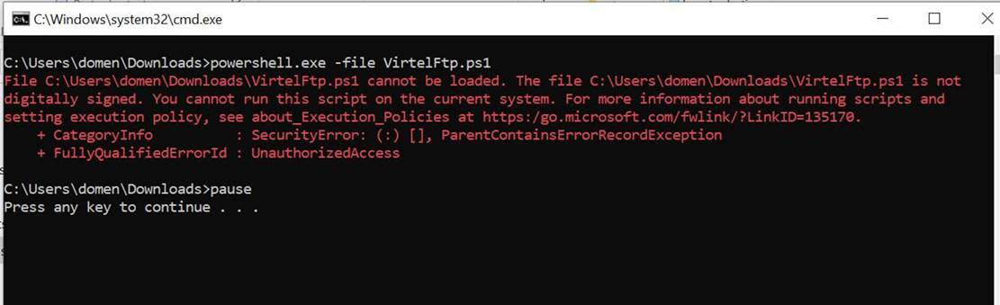 C:\Windows\system32\cmd.exe
C:\Users\domen\Downloads>powershell.exe -file VirtelFtp.ps1
File C:\Users\domen\Downloads\VirtelFtp.ps1 cannot be loaded. The file C:\Users\domen\Downloads\VirtelFtp.ps1 is not
digitally signed. You cannot run this script on the current system. For more information about running scripts and
setting execution policy, see about_Execution_Policies at https:/go.microsoft.com/fwlink/?LinkID=135170.
+ CategoryInfo : SecurityError: (:) [], ParentContainsErrorRecordException
+ FullyQualifiedErrorId : UnauthorizedAccess
C:\Users\domen\Downloads>pause
Press any key to continue . . .